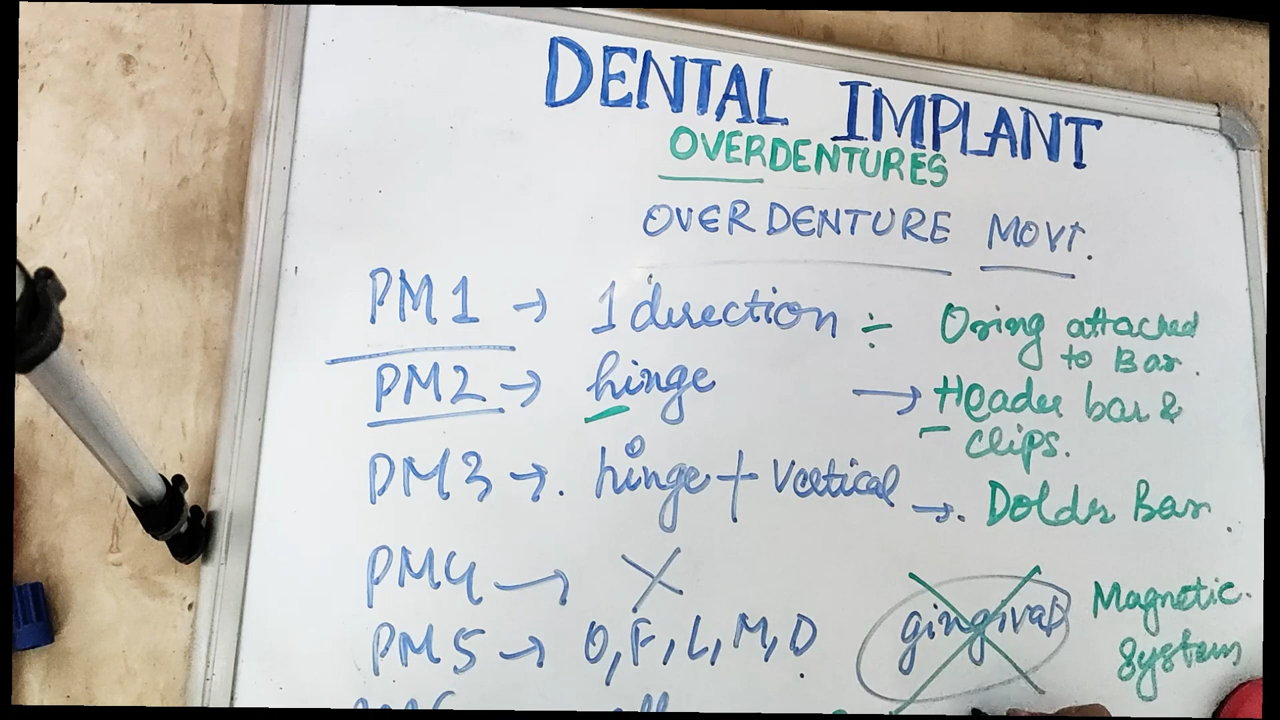 DENTAL IMPLANT
OVERDENTURES
OVERDENTURE MOVT.
PM1 → 1 direction ÷ Oring attached to Bar.
PM2 → hinge → Header bar & clips.
PM3 →. hinge + Vertical →. Dolder Bar.
PM4 → X
PM5 → O, F, L, M, D gingival Magnetic. System